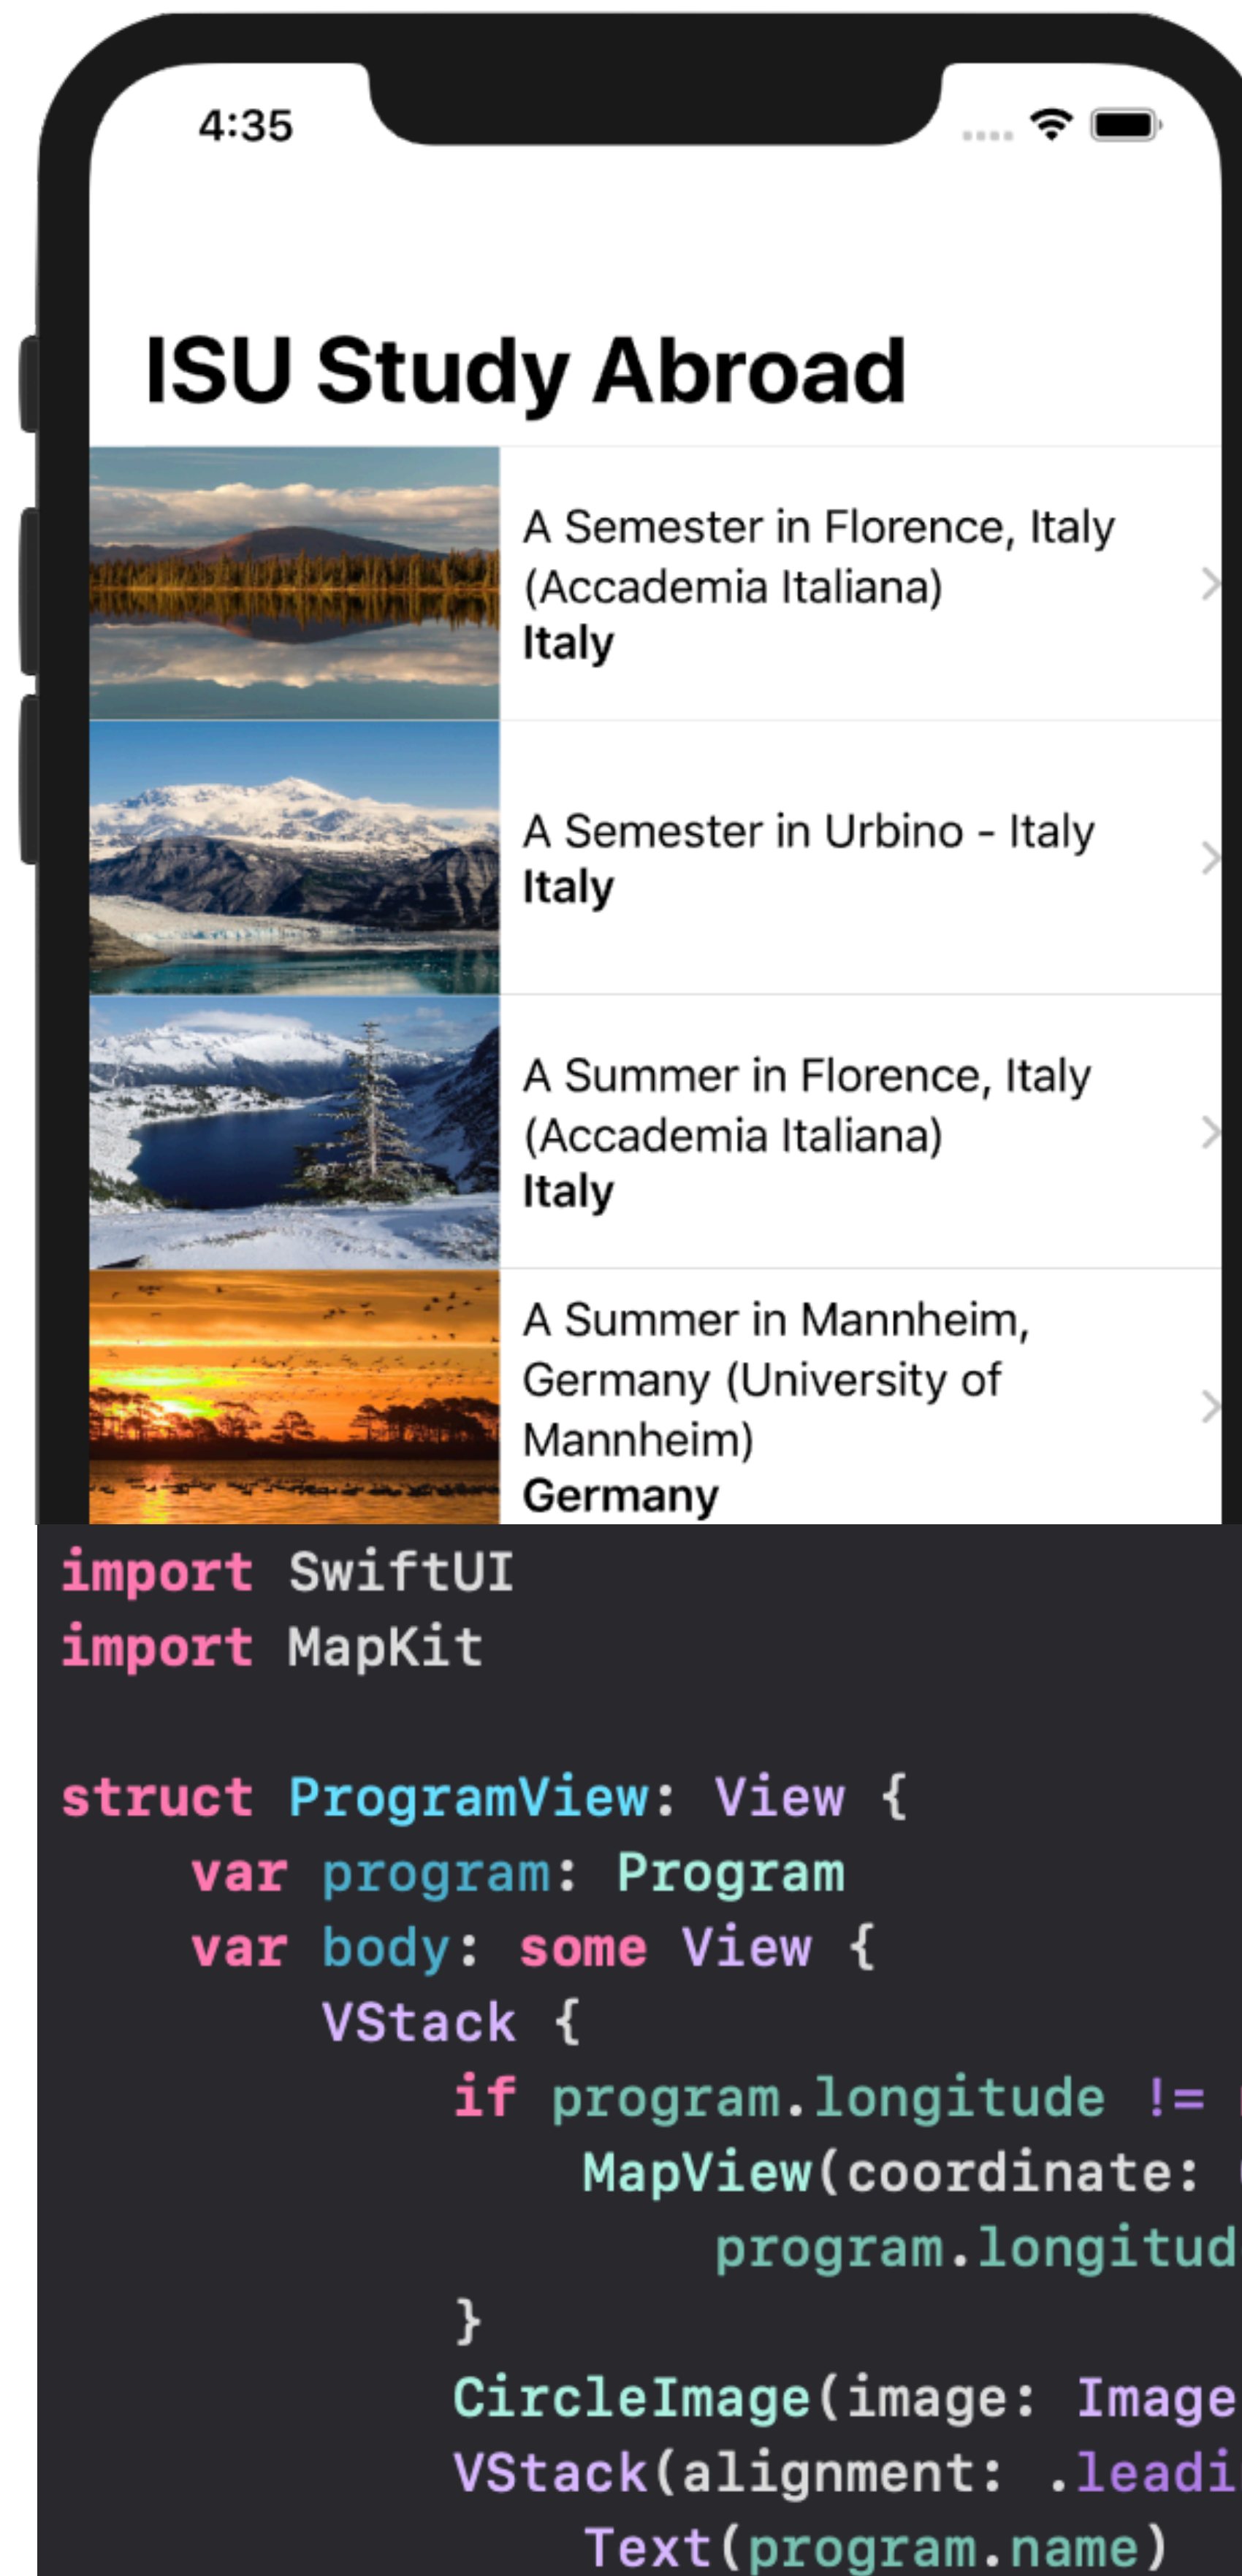 4:35
ISU Study Abroad
A Semester in Florence, Italy
(Accademia Italiana)
Italy
A Semester in Urbino - Italy
Italy
A Summer in Florence, Italy
(Accademia Italiana)
Italy
A Summer in Mannheim,
Germany (University of
Mannheim)
Germany
import SwiftUI
import MapKit
struct ProgramView: View {
var program: Program
var body: some View {
VStack {
if program.longitude !=
MapView(coordinate:
program.longitud
}
CircleImage(image: Image
VStack(alignment: .leadi
Text(program.name)